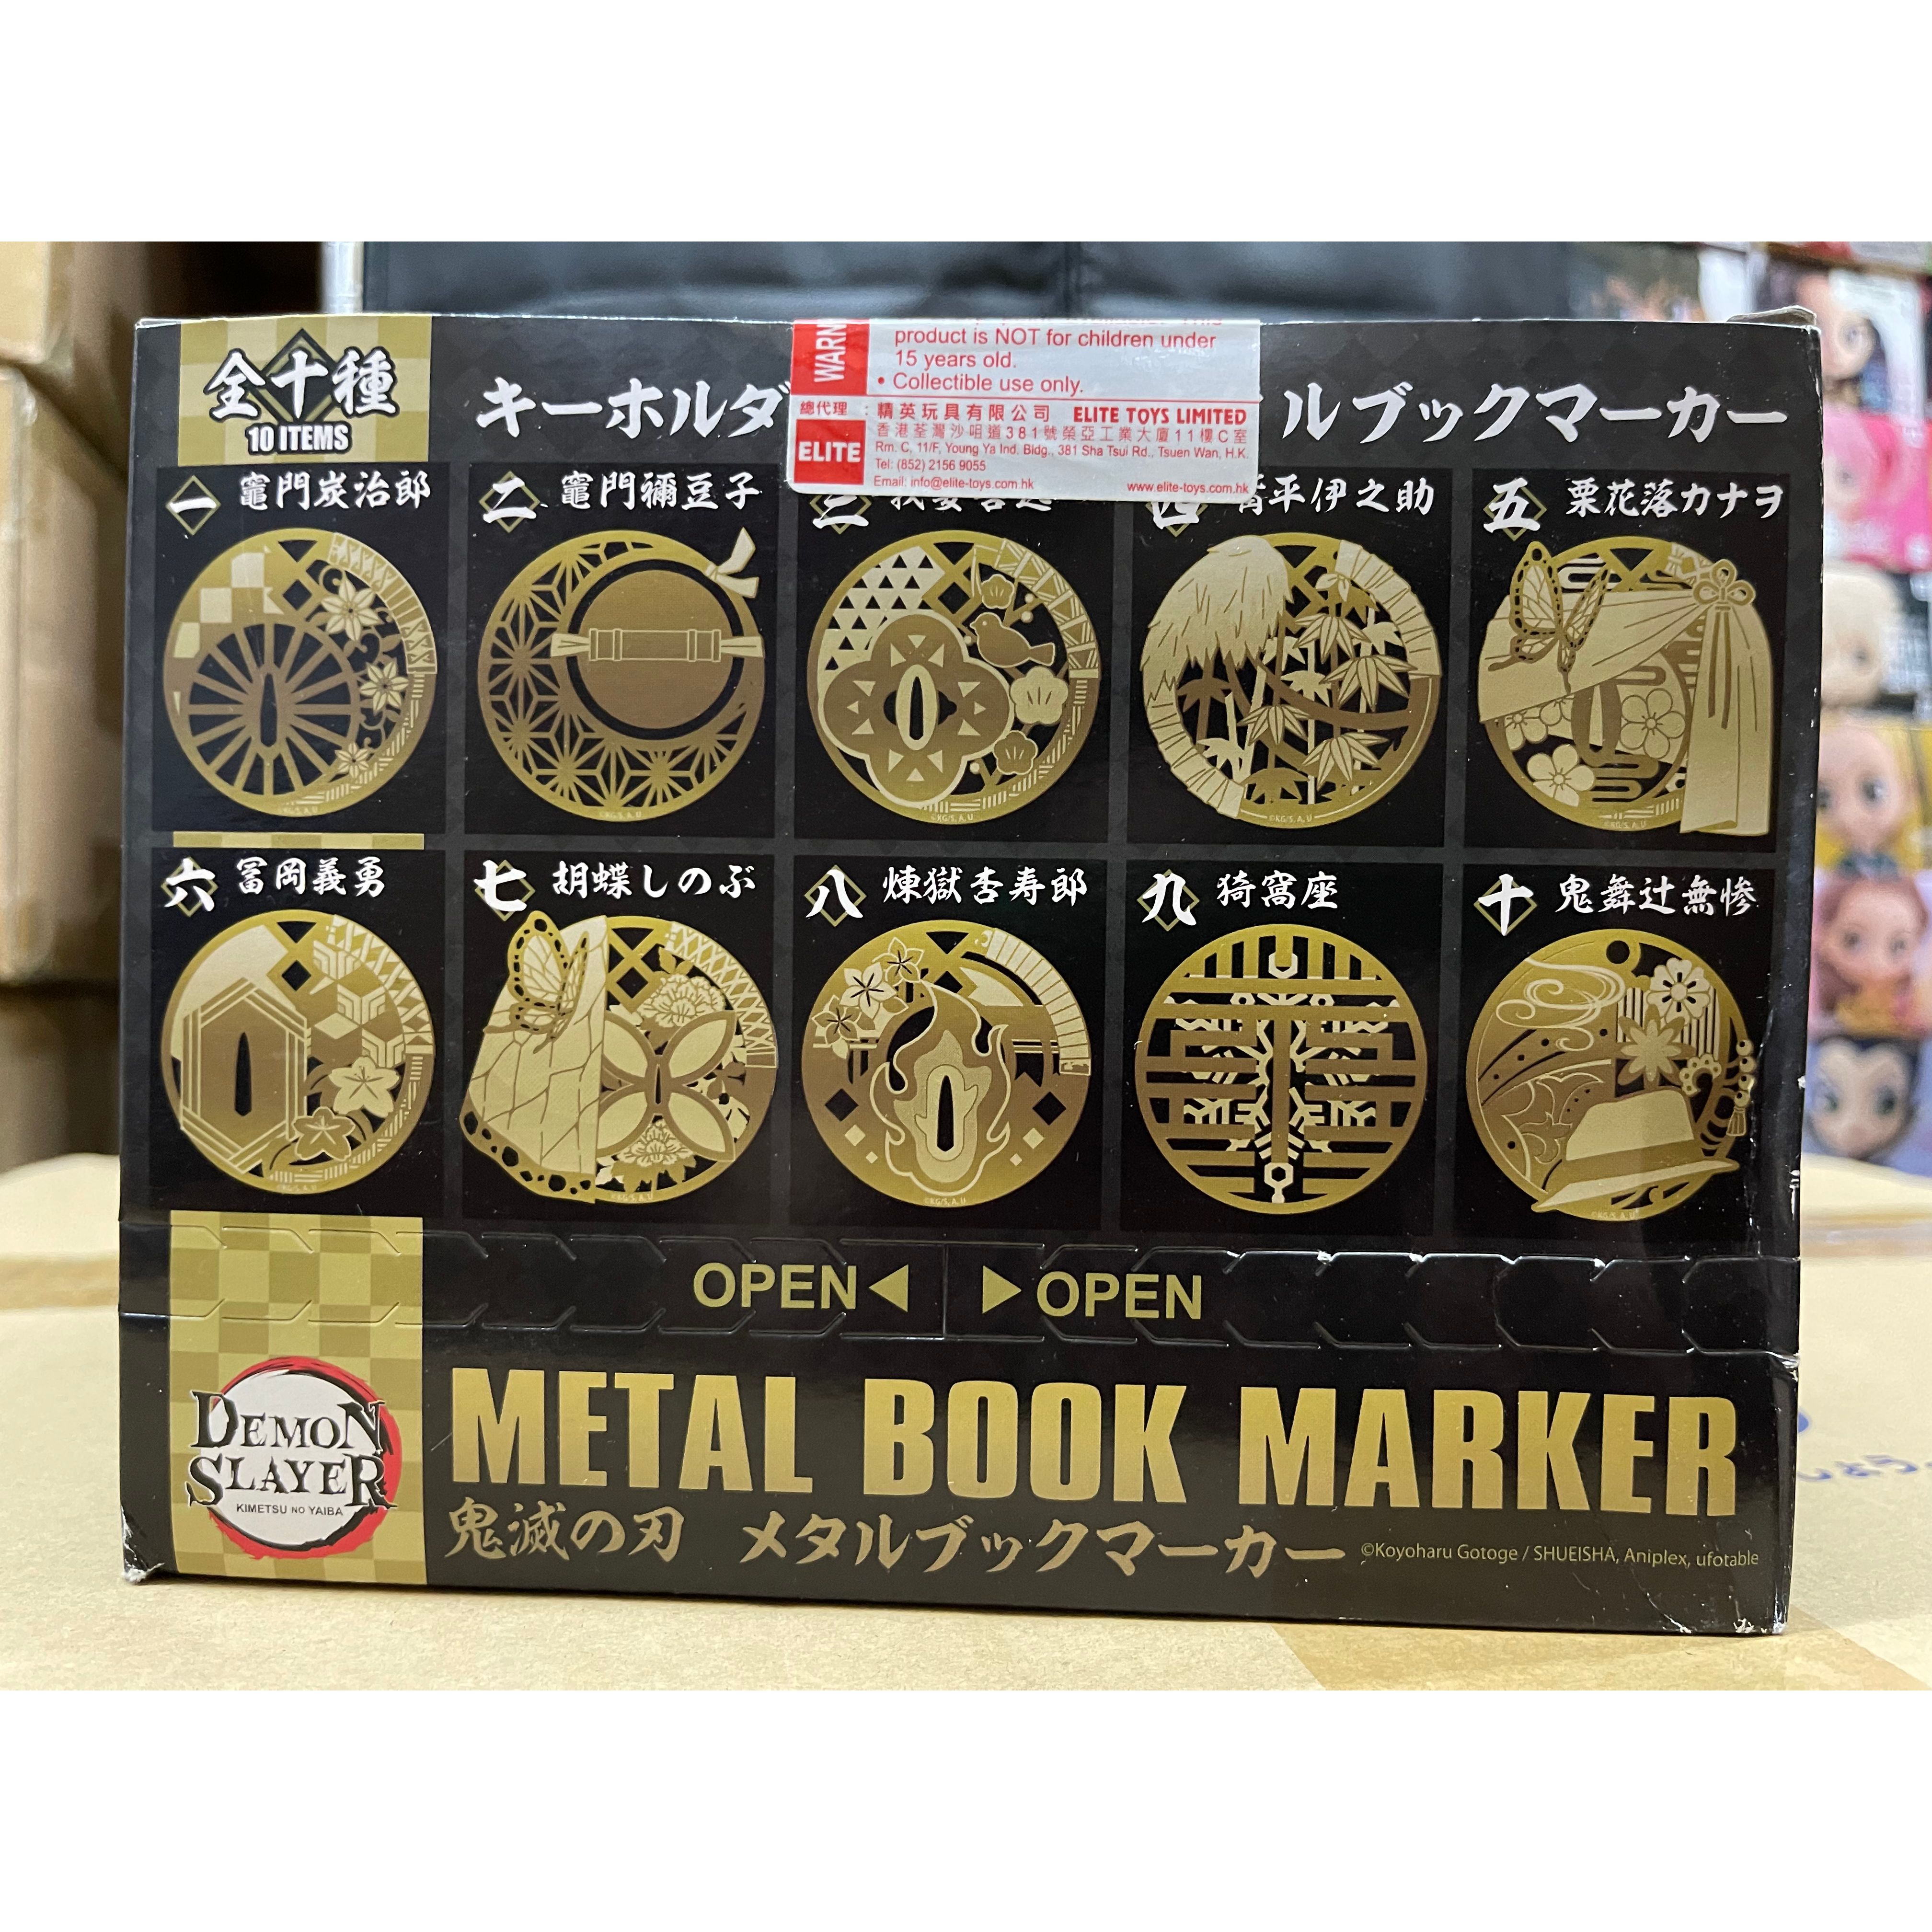 全十種
10 ITEMS
キーホルダ
ルブックマーカー
WARN
product is NOT for children under
15 years old.
• Collectible use only.
總代理 : 精英玩具有限公司 ELITE TOYS LIMITED
ELITE
香港荃灣沙咀道381號榮亞工業大廈11樓C室
Rm. C, 11/F, Young Ya Ind. Bldg., 381 Sha Tsui Rd., Tsuen Wan, H.K.
Tel: (852) 2156 9055
Email: info@elite-toys.com.hk www.elite-toys.com.hk
一 竈門炭治郎
二 竈門禰豆子
三
四 平伊之助
五 栗花落カナヲ
©KG/S, A, U
©KG/S, A, U
©KG/S, A, U
©KG/S, A, U
©KG/S, A, U
六 冨岡義勇
七 胡蝶しのぶ
八 煉獄杏寿郎
九 猗窩座
十 鬼舞辻無惨
©KG/S, A, U
©KG/S, A, U
©KG/S, A, U
©KG/S, A, U
OPEN◀ ▶OPEN
DEMON
SLAYER
KIMETSU NO YAIBA
METAL BOOK MARKER
鬼滅の刃 メタルブックマーカー
©Koyoharu Gotoge / SHUEISHA, Aniplex, ufotable